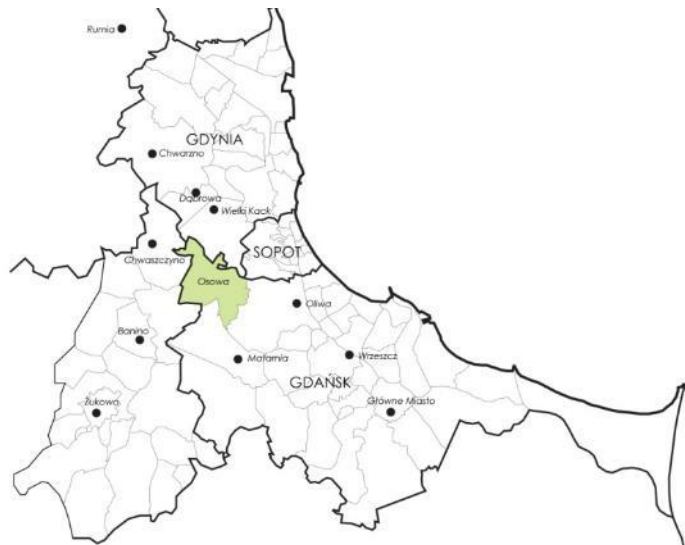 Rumia
GDYNIA
Chwarzno
Dąbrowa
Wielki Kack
Chwaszczyno
SOPOT
Osowa
Oliwa
Banino
Matarnia
Wrzeszcz
GDAŃSK
Żukowo
Główne Miasto